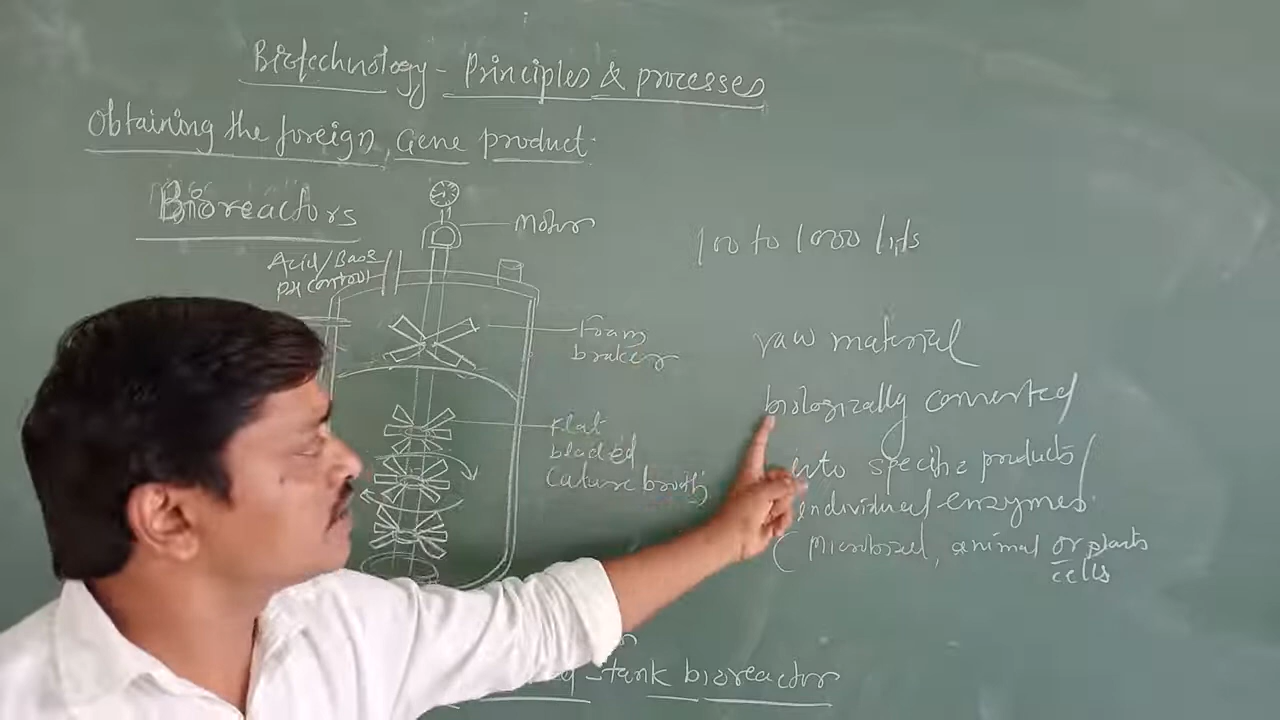 Biotechnology - Principles & processes
Obtaining the foreign Gene product
Bioreactors
Motor
Acid/Base
PH control
100 to 1000 lits
Foam
braker
raw material
biologically converted
Flat
bladed
Culture broth
into specific products/
individual enzymes.
(Microbial, animal or plants
cells
-tank bioreactor